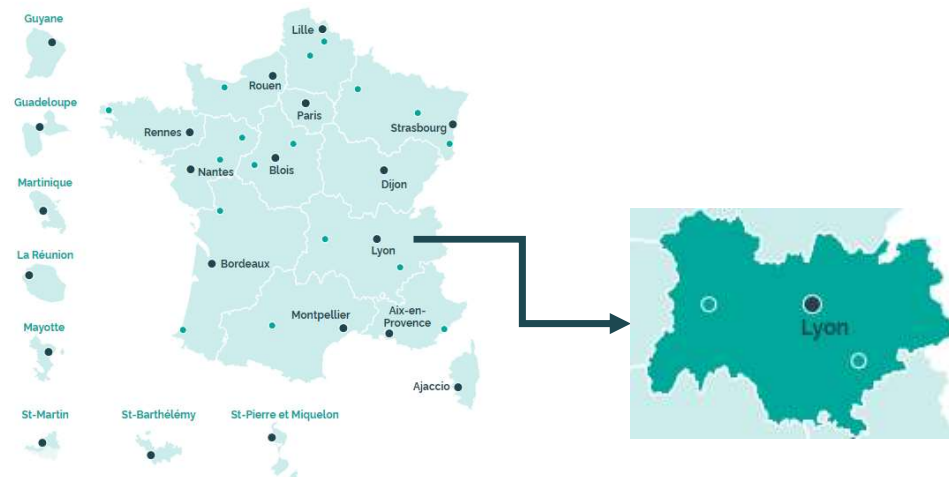 Guyane
Lille
Guadeloupe
Rouen
Paris
Rennes
Strasbourg
Nantes
Blois
Martinique
Dijon
La Réunion
Lyon
Bordeaux
Mayotte
Montpellier
Aix-en-
Provence
Ajaccio
St-Martin
St-Barthélémy
St-Pierre et Miquelon
Lyon